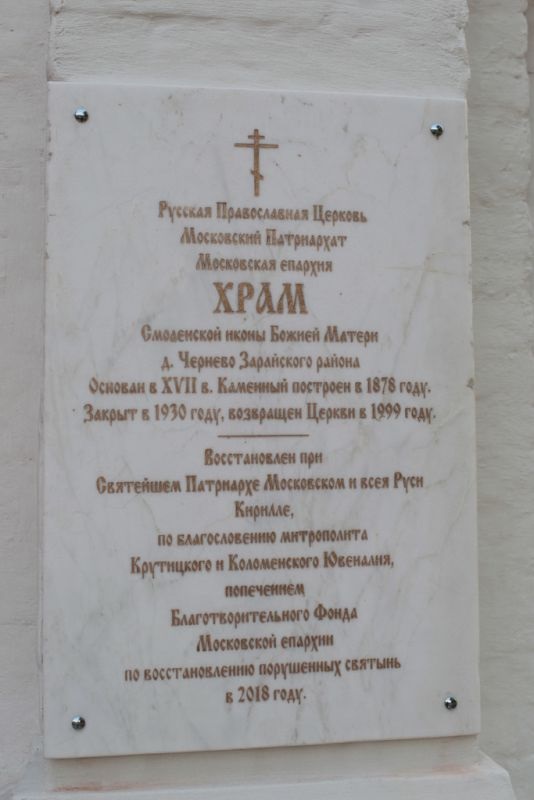 Русская Православная Церковь
Московский Патриархат
Московская епархия
ХРАМ
Смоленской иконы Божией Матери
д. Чернево Зарайского района
Основан в XVII в. Каменный построен в 1878 году.
Закрыт в 1930 году, возвращен Церкви в 1999 году.
Восстановлен при
Святейшем Патриархе Московском и всея Руси
Кирилле,
по благословению митрополита
Крутицкого и Коломенского Ювеналия,
попечением
Благотворительного Фонда
Московской епархии
по восстановлению порушенных святынь
в 2018 году.